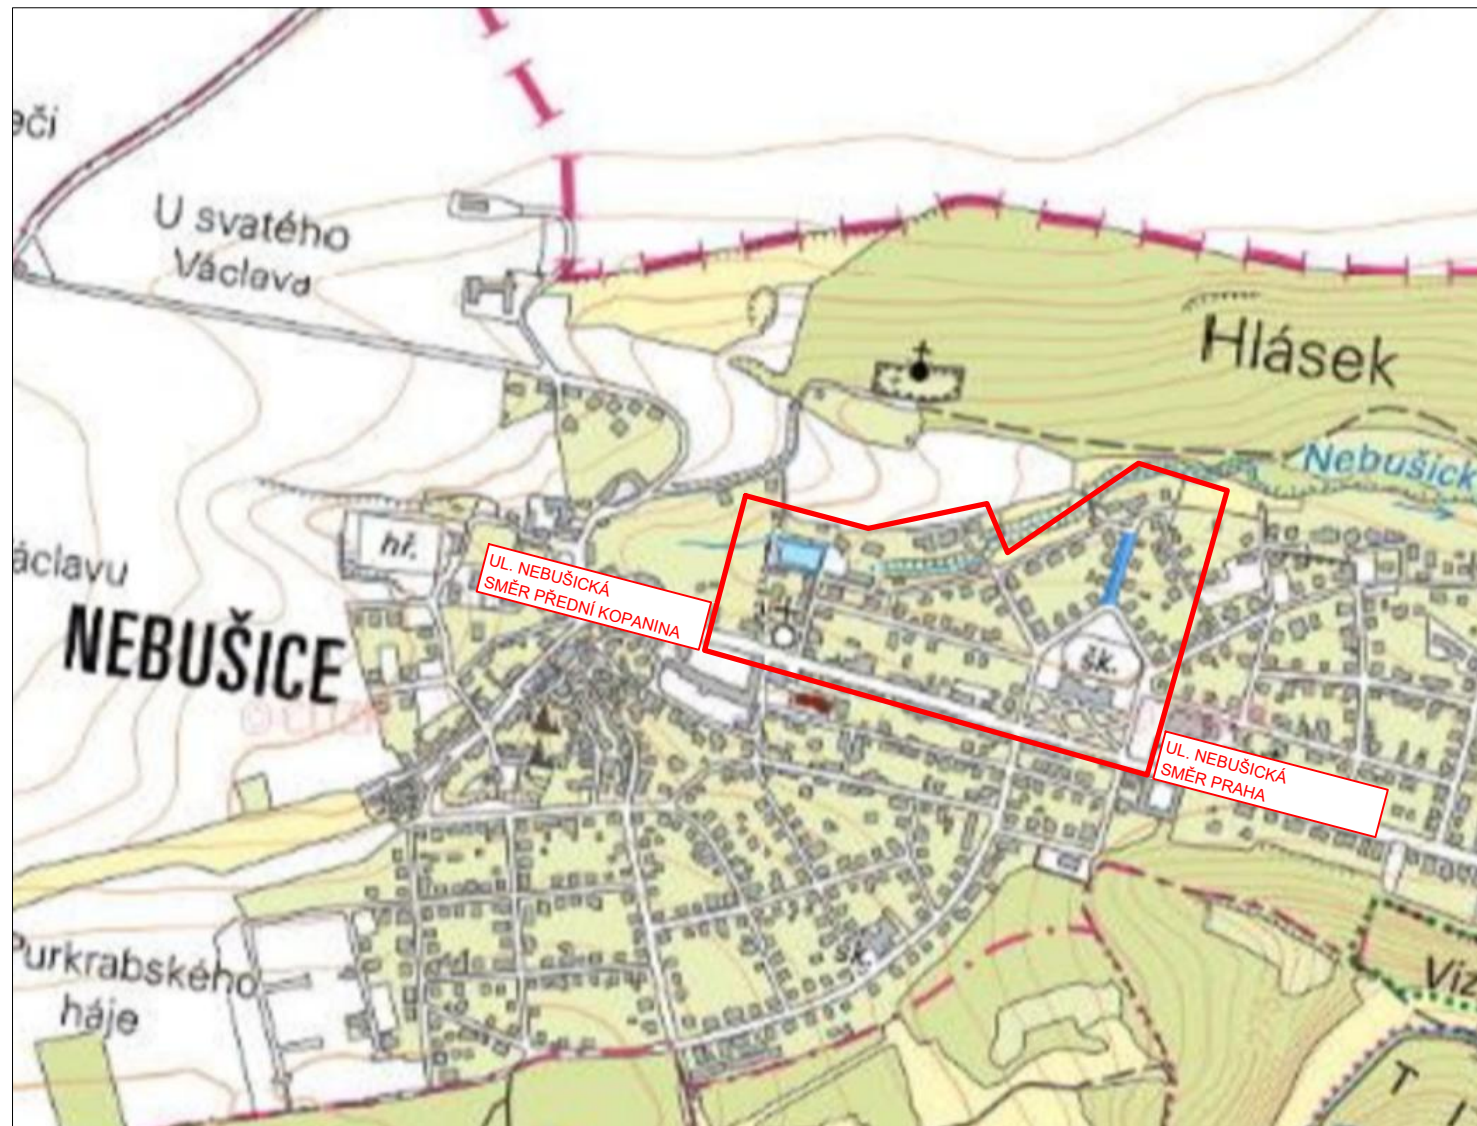 eči
U svatého
Václava
Hlásek
Nebušick
hř.
áclavu
UL. NEBUŠICKÁ
SMĚR PŘEDNÍ KOPANINA
NEBUŠICE
šk.
UL. NEBUŠICKÁ
SMĚR PRAHA
Purkrabského
háje
šk.
Viz
T